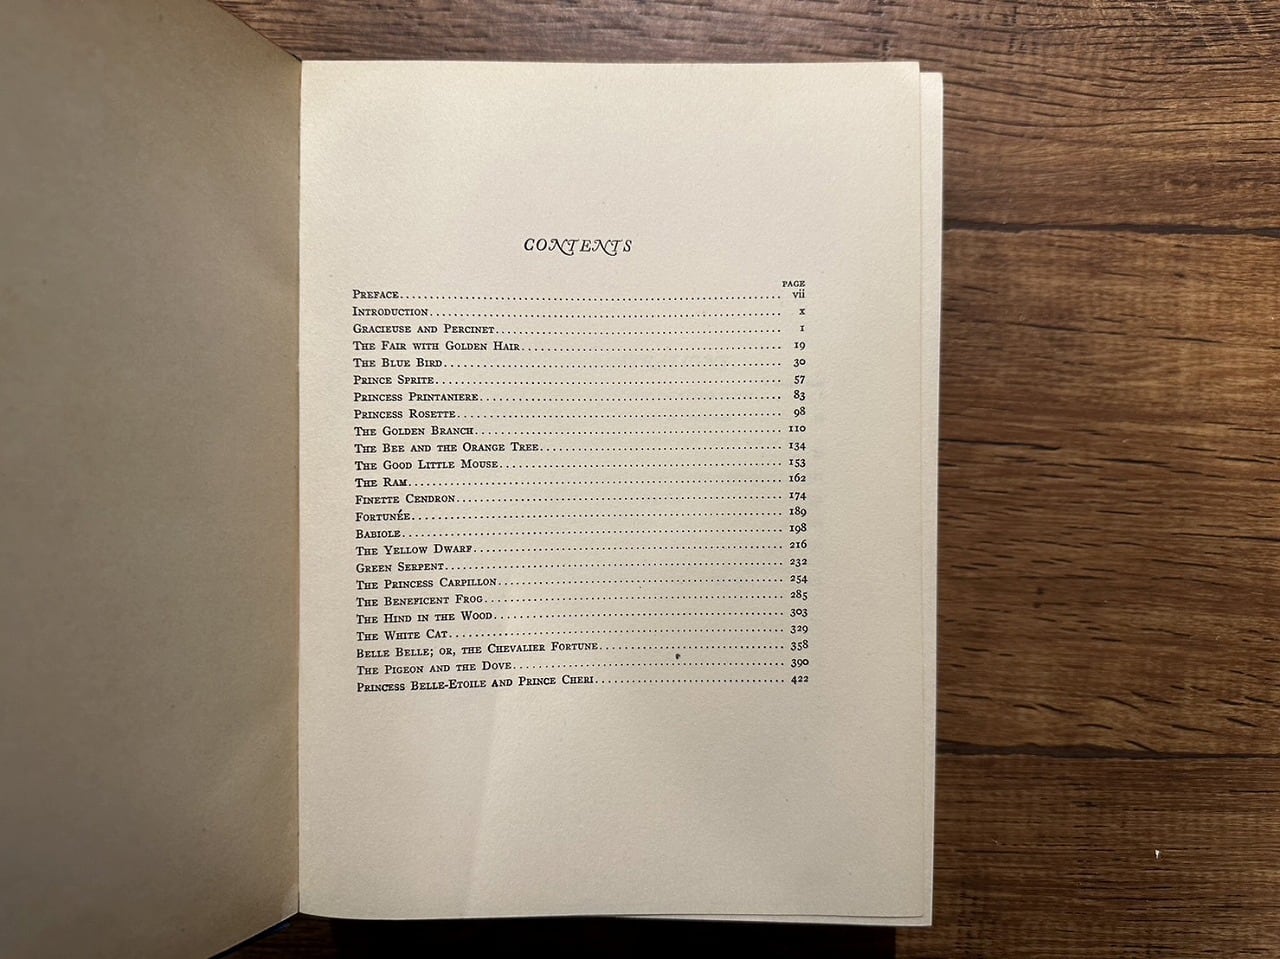 CONTENTS
PAGE
PREFACE vii
INTRODUCTION x
GRACIEUSE AND PERCINET 1
THE FAIR WITH GOLDEN HAIR 19
THE BLUE BIRD 30
PRINCE SPRITE 57
PRINCESS PRINTANIERE 83
PRINCESS ROSETTE 98
THE GOLDEN BRANCH 110
THE BEE AND THE ORANGE TREE 134
THE GOOD LITTLE MOUSE 153
THE RAM 162
FINETTE CENDRON 174
FORTUNÉE 189
BABIOLE 198
THE YELLOW DWARF 216
GREEN SERPENT 232
THE PRINCESS CARPILLON 254
THE BENEFICENT FROG 285
THE HIND IN THE WOOD 303
THE WHITE CAT 329
BELLE BELLE; OR, THE CHEVALIER FORTUNE 358
THE PIGEON AND THE DOVE 390
PRINCESS BELLE-ETOILE AND PRINCE CHERI 422